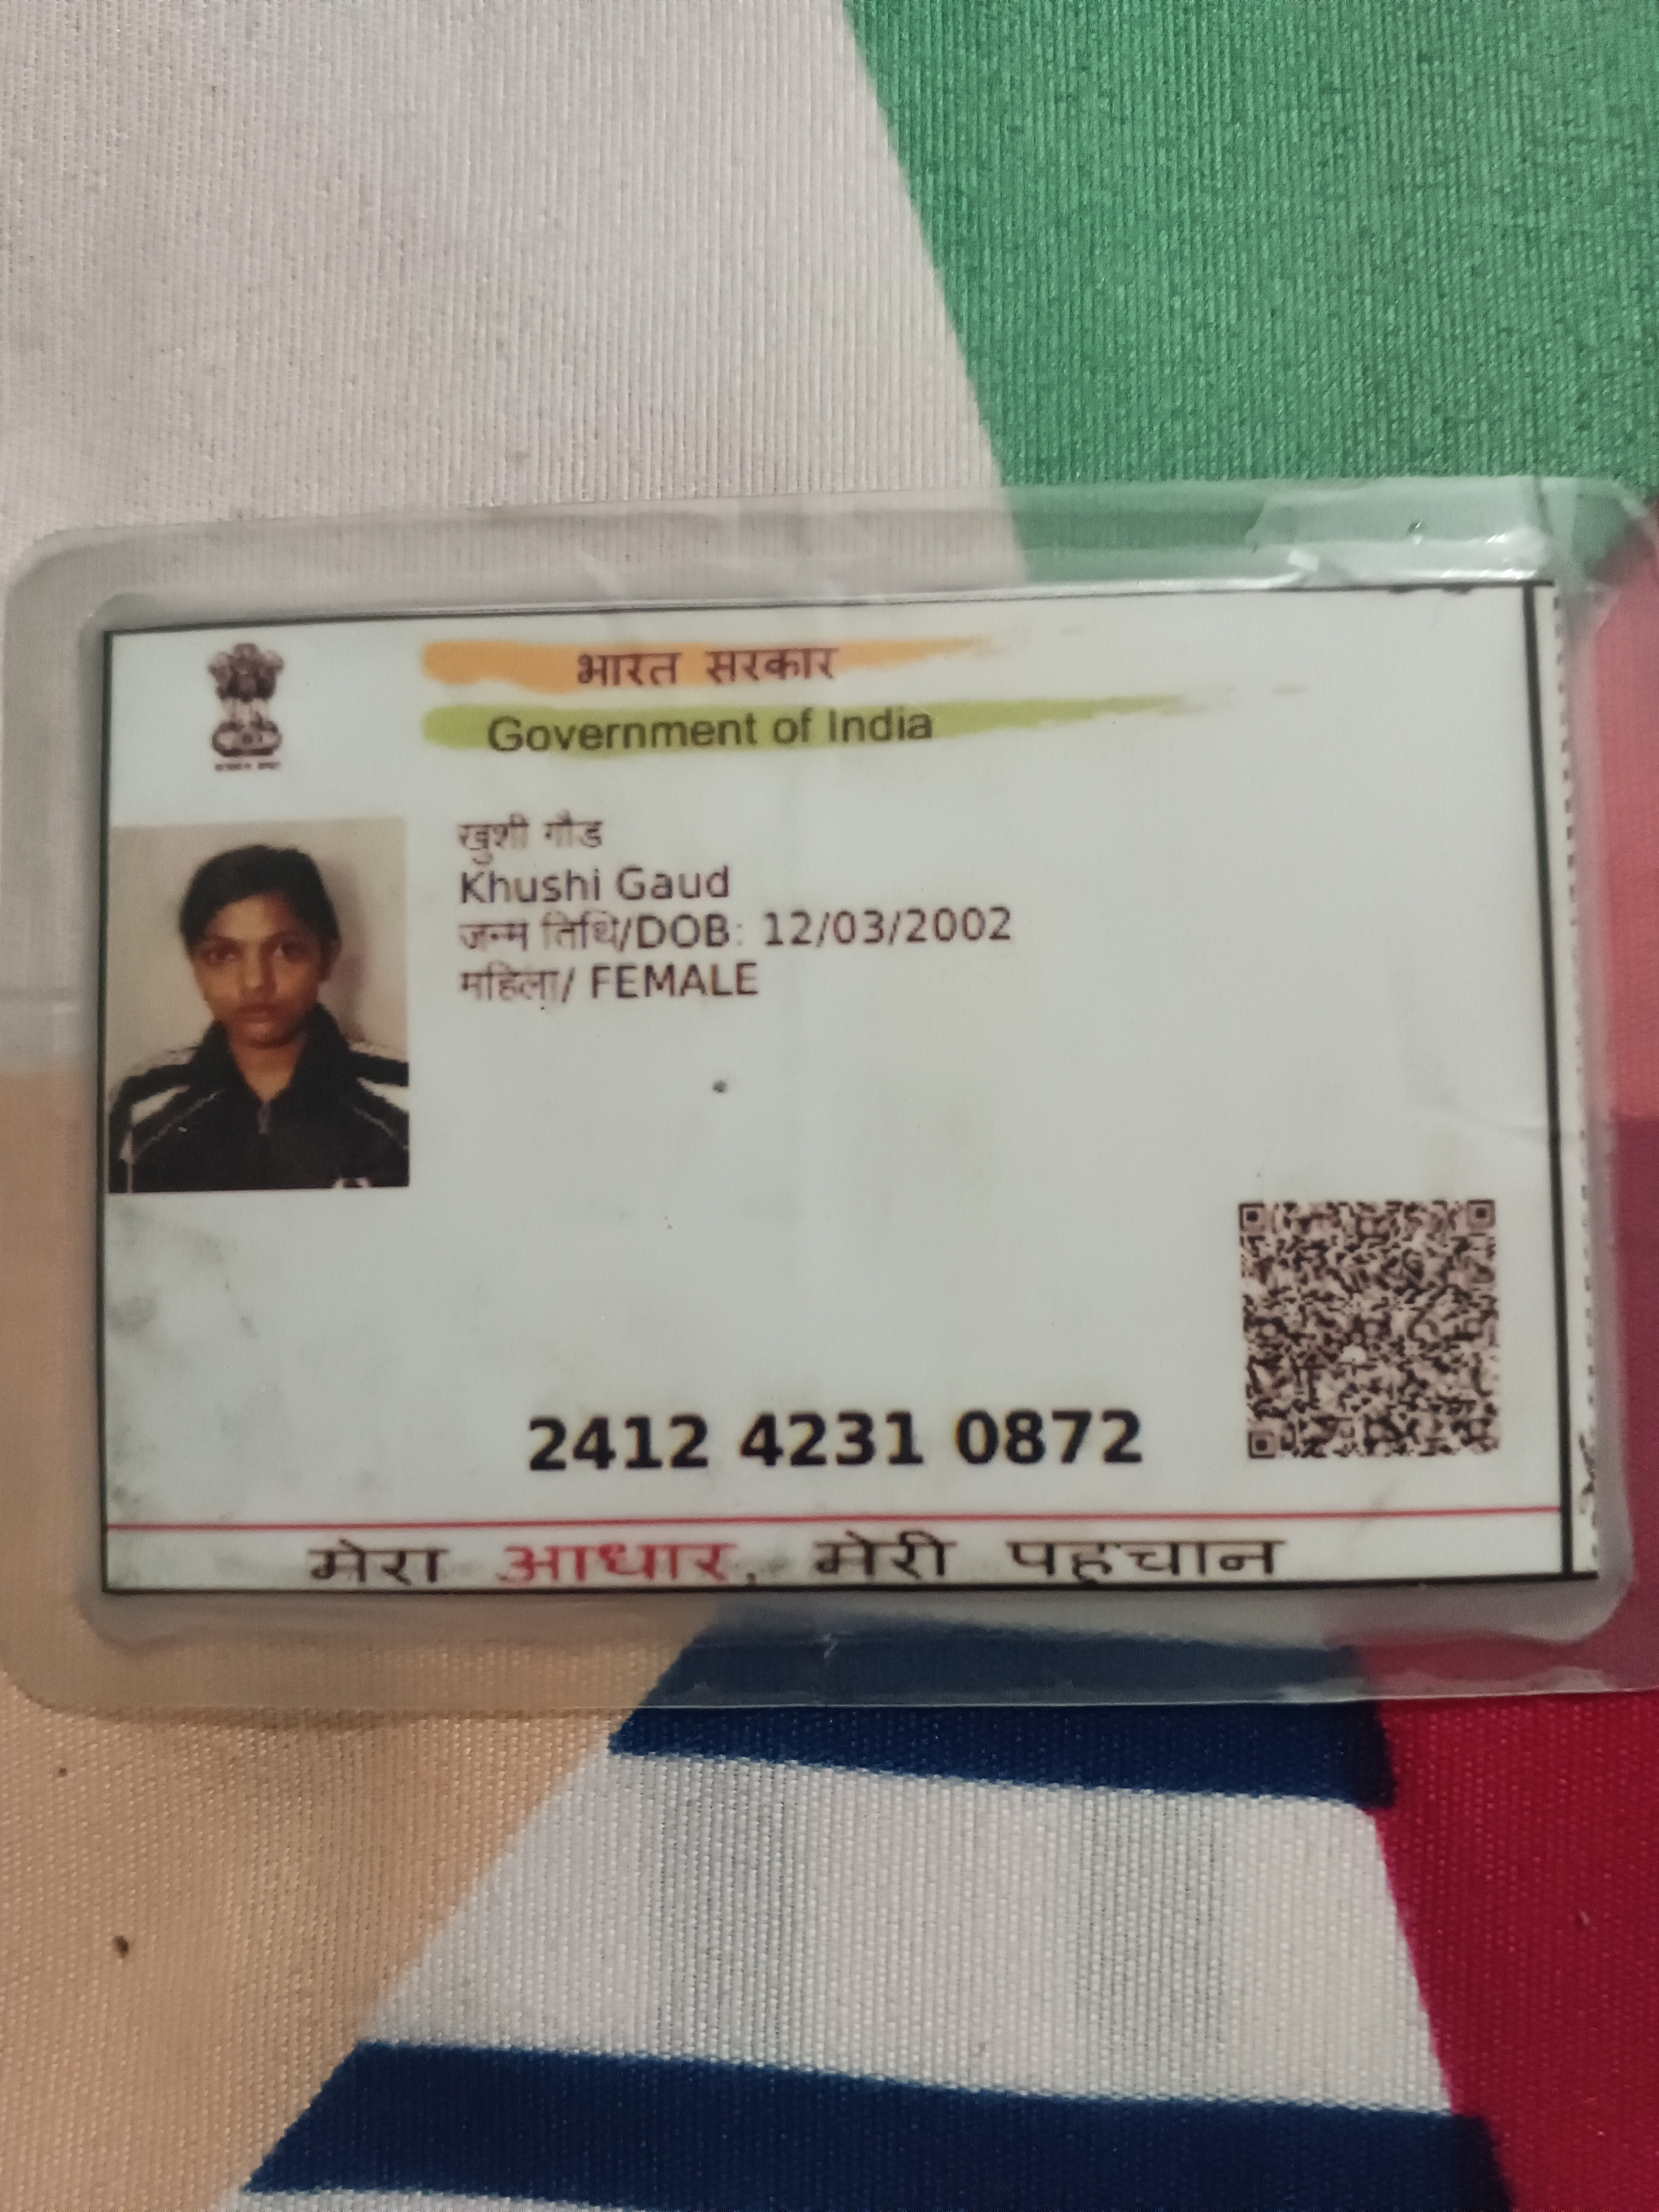 भारत सरकार
Government of India
खुशी गौड
Khushi Gaud
जन्म तिथि/DOB: 12/03/2002
महिला/ FEMALE
2412 4231 0872
मेरा आधार, मेरी पहचान